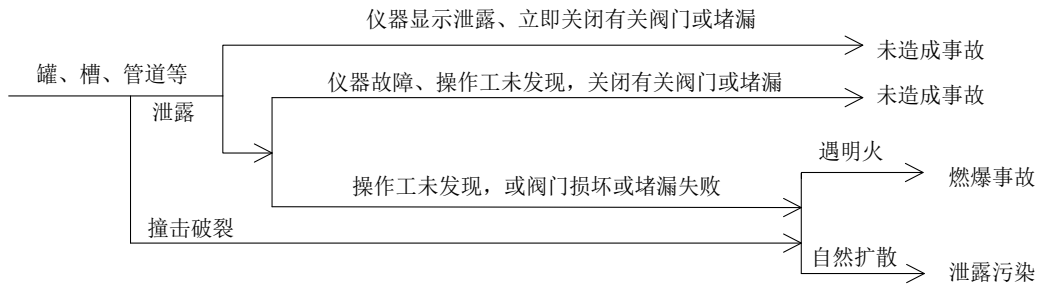 仪器显示泄露、立即关闭有关阀门或堵漏
未造成事故
罐、槽、管道等
仪器故障、操作工未发现，关闭有关阀门或堵漏
未造成事故
泄露
遇明火
燃爆事故
操作工未发现，或阀门损坏或堵漏失败
撞击破裂
自然扩散
泄露污染